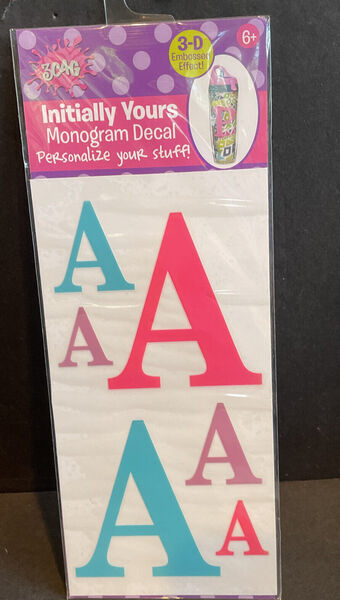 3C4G
3-D
Embossed
Effect!
6+
Initially Yours
Monogram Decal
Personalize your stuff!
D
A
A
A
A
A
A